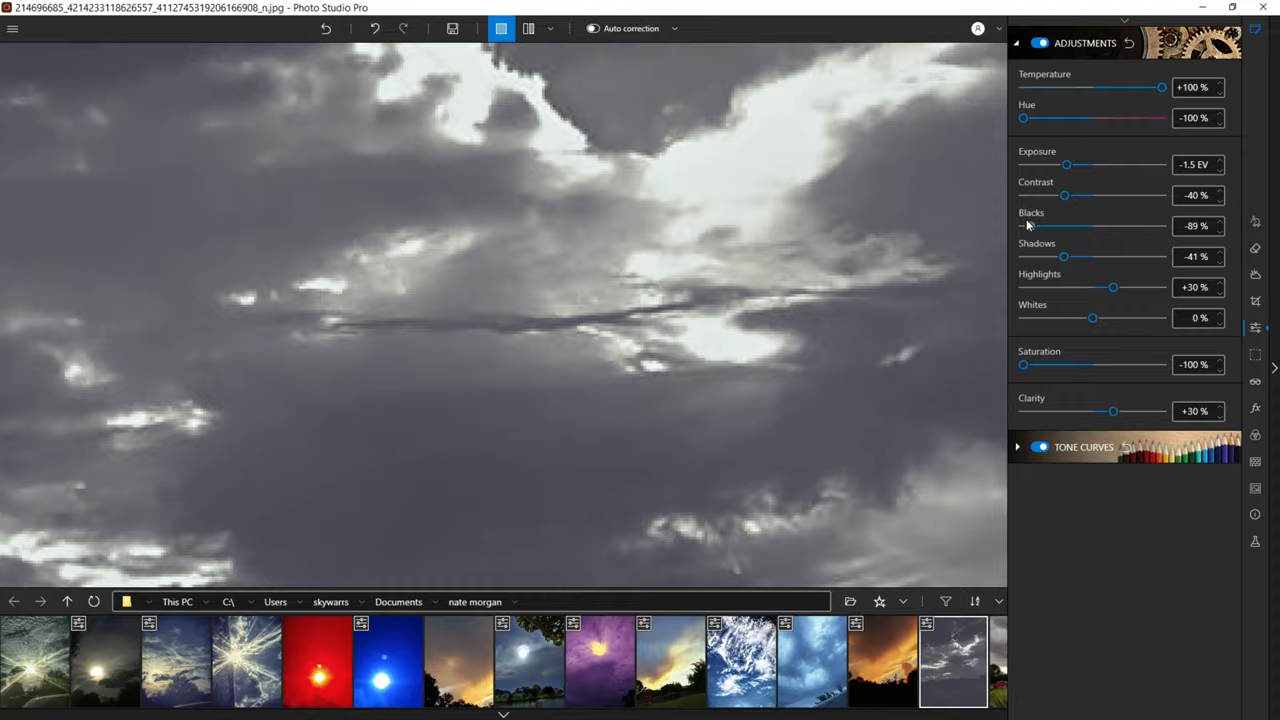 214696685_4214233118626557_4112745319206166908_n.jpg - Photo Studio Pro
Auto correction
ADJUSTMENTS
Temperature
+100 %
Hue
-100 %
Exposure
-1.5 EV
Contrast
-40 %
Blacks
-89 %
Shadows
-41 %
Highlights
+30 %
Whites
0 %
Saturation
-100 %
Clarity
+30 %
TONE CURVES
This PC
C:\
Users
skywarrs
Documents
nate morgan